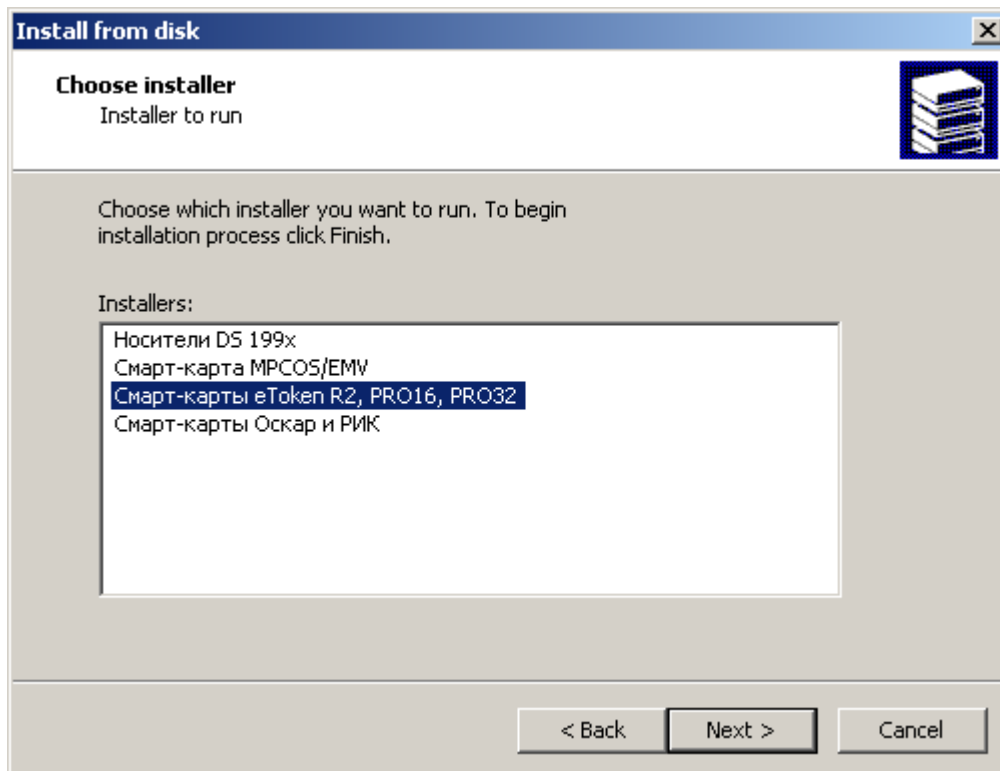 Install from disk
Choose installer
Installer to run
Choose which installer you want to run. To begin
installation process click Finish.
Installers:
Носители DS 199x
Смарт-карта MPCOS/EMV
Смарт-карты eToken R2, PRO16, PRO32
Смарт-карты Оскар и РИК
< Back
Next >
Cancel